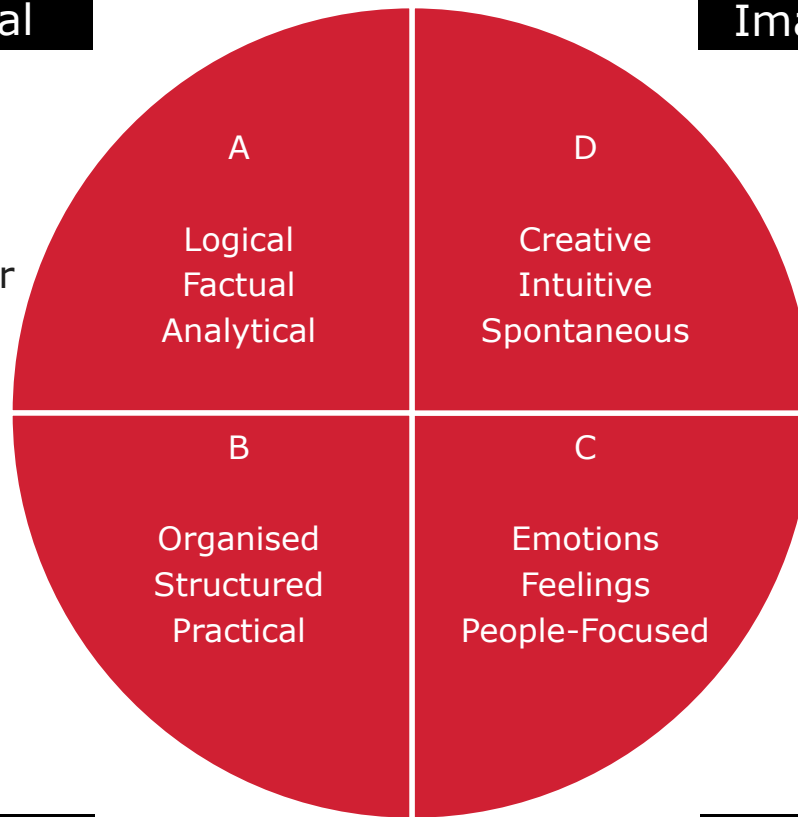 al
Ima
A
Logical
Factual
Analytical
D
Creative
Intuitive
Spontaneous
r
B
Organised
Structured
Practical
C
Emotions
Feelings
People-Focused